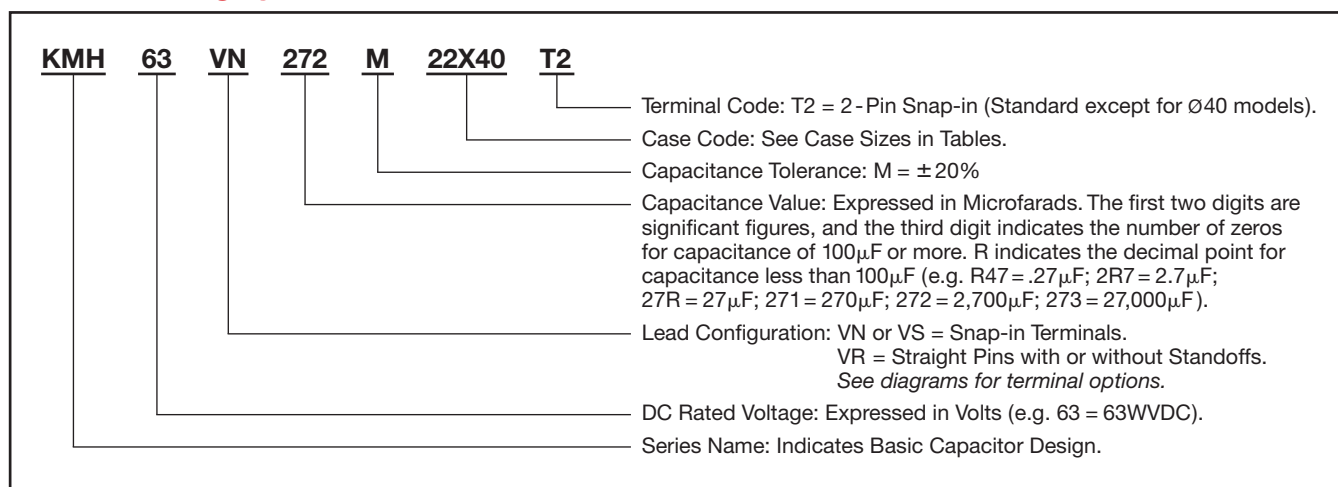 KMH 63 VN 272 M 22X40 T2
Terminal Code: T2 = 2-Pin Snap-in (Standard except for Ø40 models).
Case Code: See Case Sizes in Tables.
Capacitance Tolerance: M = ±20%
Capacitance Value: Expressed in Microfarads. The first two digits are
significant figures, and the third digit indicates the number of zeros
for capacitance of 100µF or more. R indicates the decimal point for
capacitance less than 100µF (e.g. R47 = .27µF; 2R7 = 2.7µF;
27R = 27µF; 271 = 270µF; 272 = 2,700µF; 273 = 27,000µF).
Lead Configuration: VN or VS = Snap-in Terminals.
VR = Straight Pins with or without Standoffs.
See diagrams for terminal options.
DC Rated Voltage: Expressed in Volts (e.g. 63 = 63WVDC).
Series Name: Indicates Basic Capacitor Design.